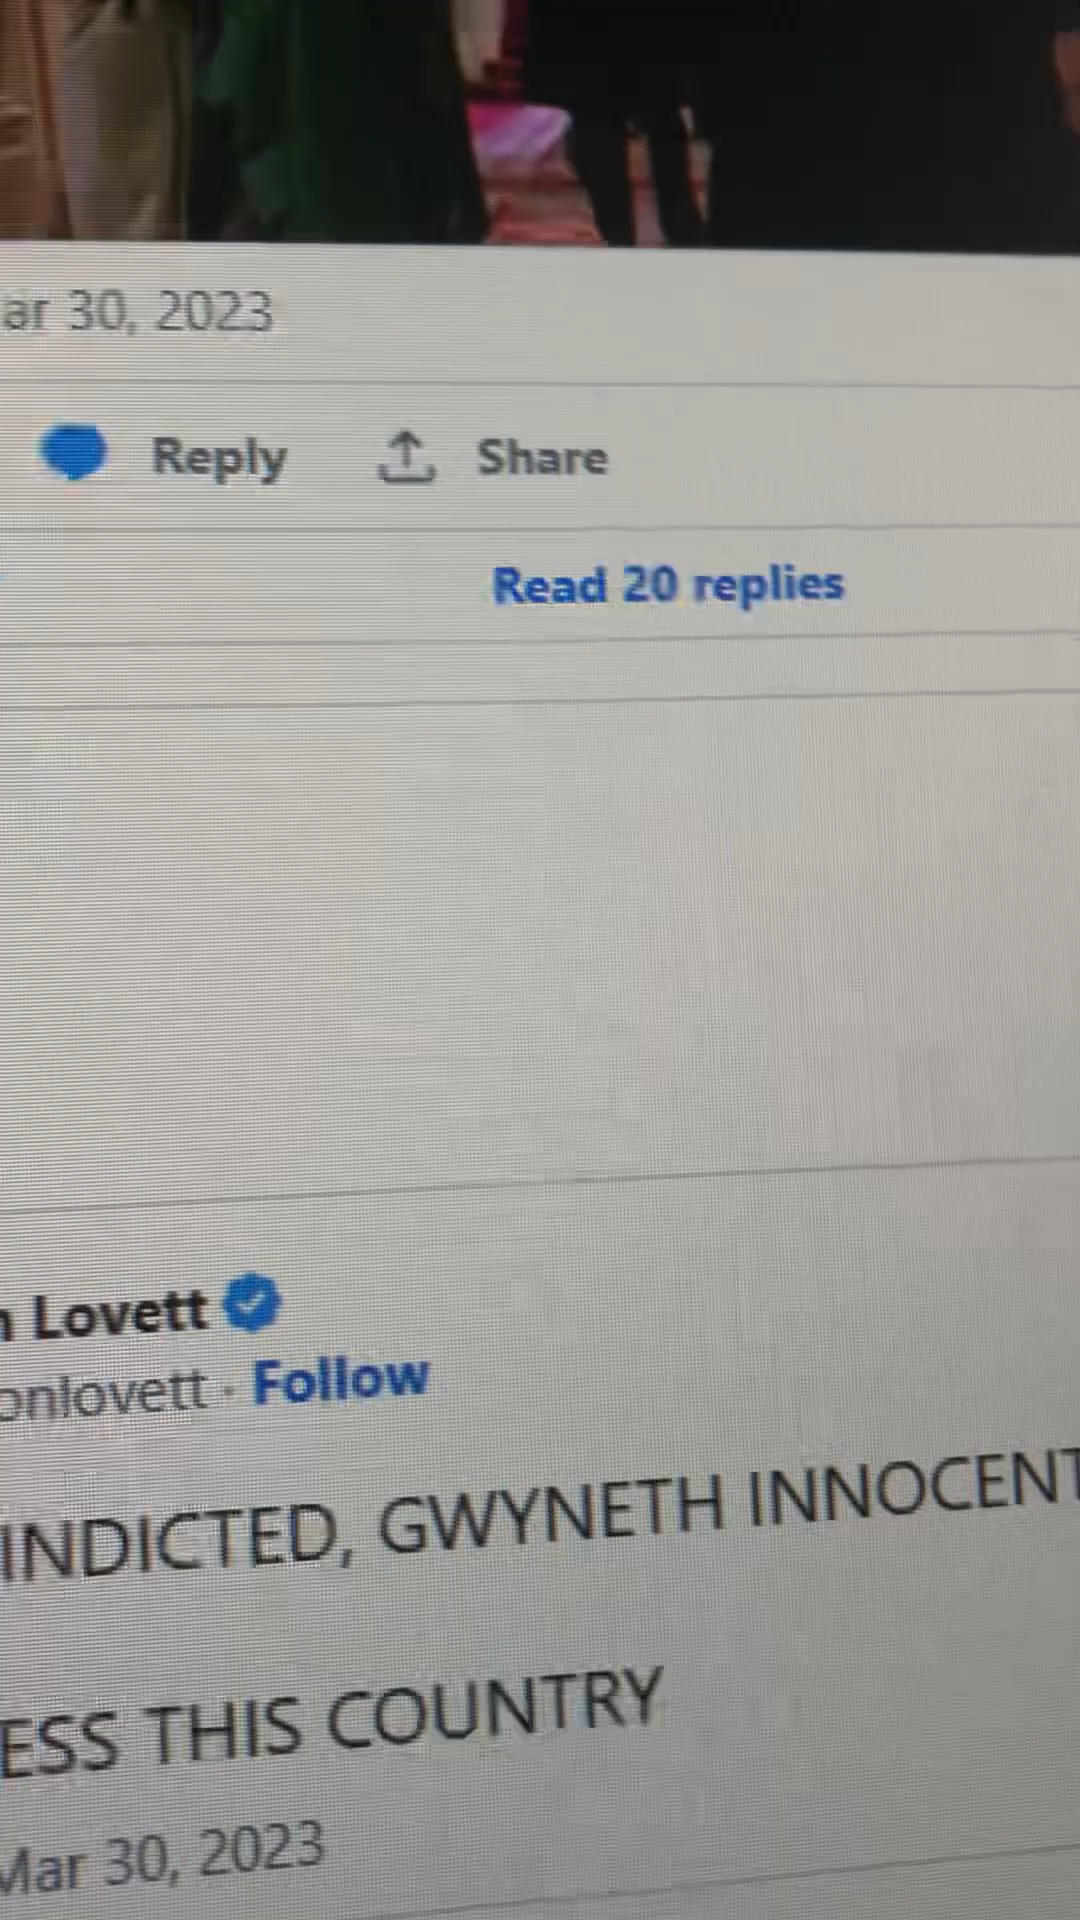 ar 30, 2023
Reply Share
Read 20 replies
n Lovett
onlovett · Follow
INDICTED, GWYNETH INNOCENT
ESS THIS COUNTRY
Mar 30, 2023